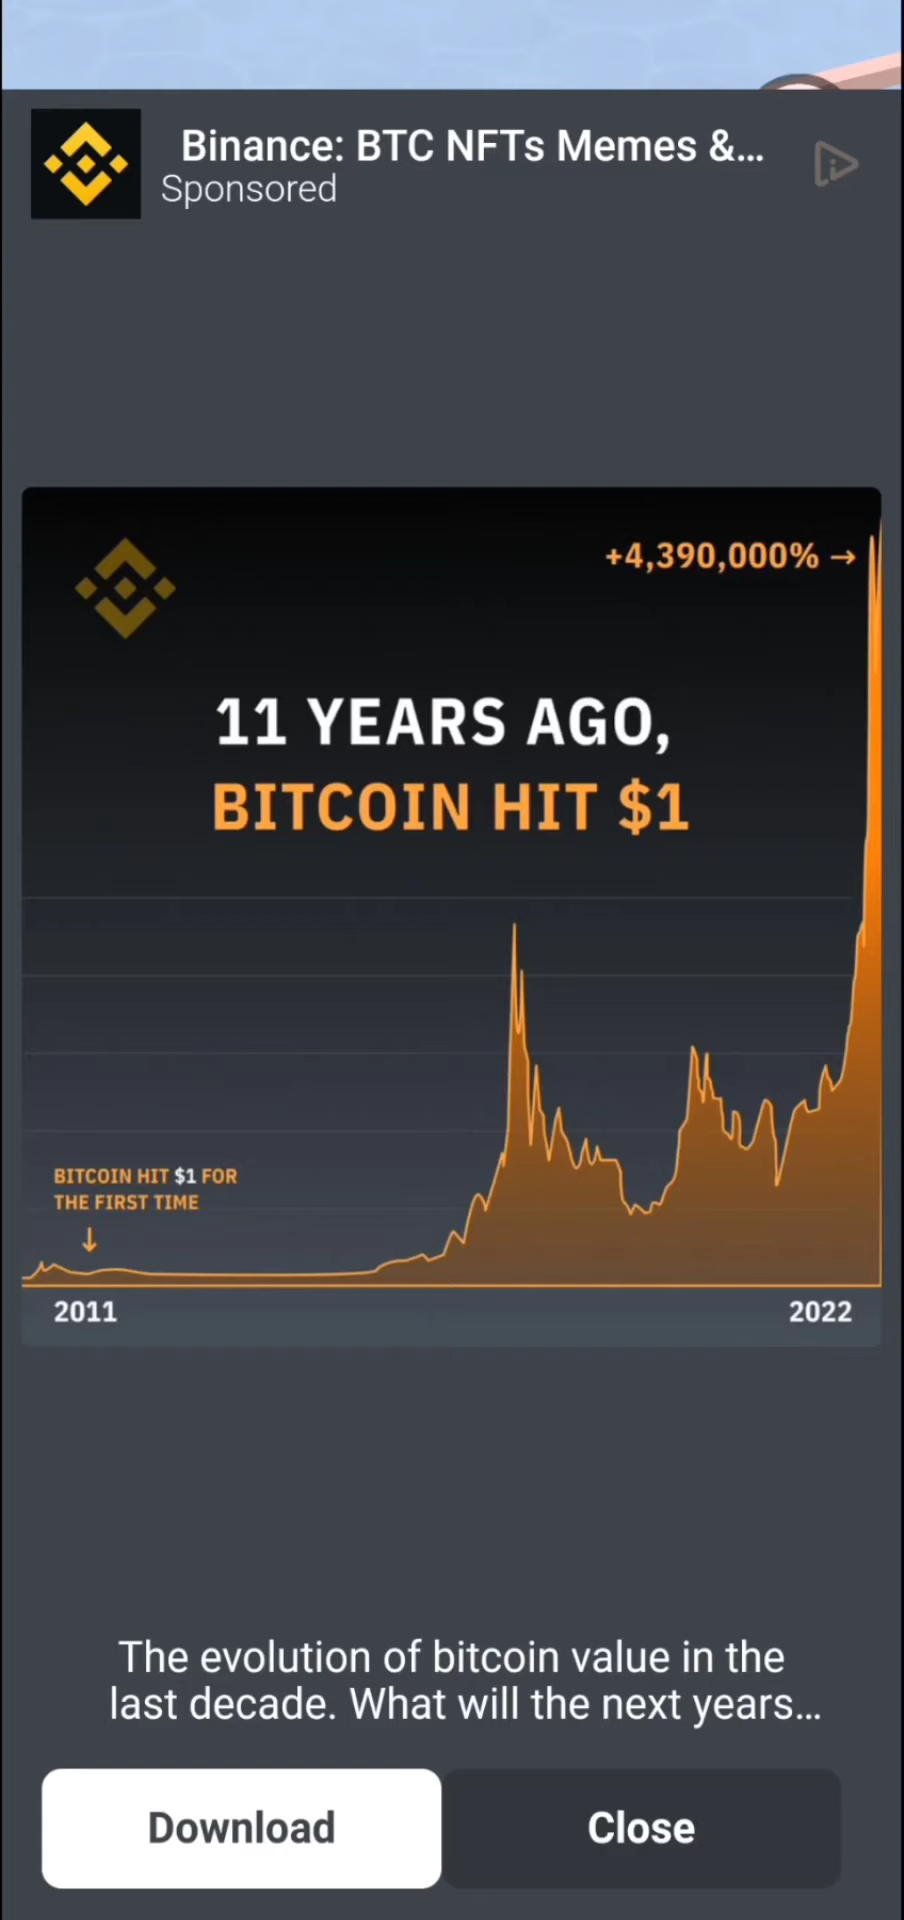 Binance: BTC NFTs Memes &...
Sponsored
+4,390,000% →
11 YEARS AGO,
BITCOIN HIT $1
BITCOIN HIT $1 FOR
THE FIRST TIME
↓
2011
2022
The evolution of bitcoin value in the
last decade. What will the next years...
Download
Close